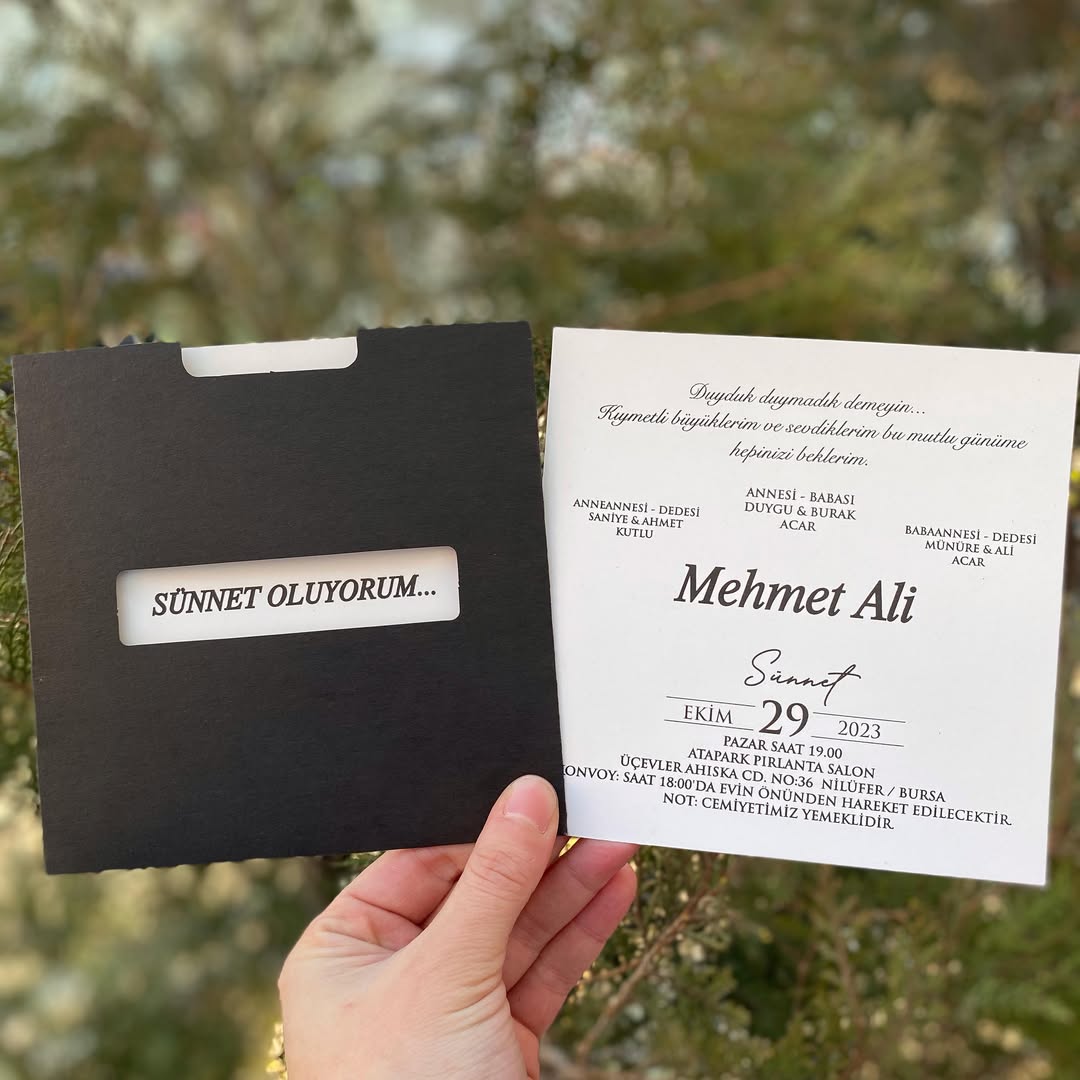 SÜNNET OLUYORUM...
Duyduk duymadık demeyin...
Kıymetli büyüklerim ve sevdiklerim bu mutlu günüme
hepinizi beklerim.
ANNEANNESİ - DEDESİ
SANİYE & AHMET
KUTLU
ANNESİ - BABASI
DUYGU & BURAK
ACAR
BABAANNESİ - DEDESİ
MÜNÜRE & ALİ
ACAR
Mehmet Ali
Sünnet
EKİM 29 2023
PAZAR SAAT 19.00
ATAPARK PIRLANTA SALON
ÜÇEVLER AHISKA CD. NO:36 NİLÜFER / BURSA
KONVOY: SAAT 18:00'DA EVİN ÖNÜNDEN HAREKET EDİLECEKTİR.
NOT: CEMİYETİMİZ YEMEKLİDİR.